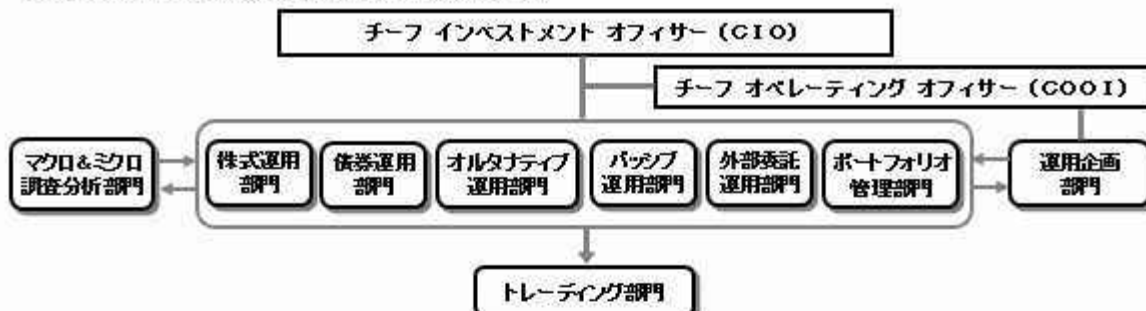 チーフ インベストメント オフィサー (CIO)
チーフ オペレーティング オフィサー (COOI)
マクロ&ミクロ
調査分析部門
株式運用
部門
債券運用
部門
オルタナティブ
運用部門
パッシブ
運用部門
外部委託
運用部門
ポートフォリオ
管理部門
運用企画
部門
トレーディング部門